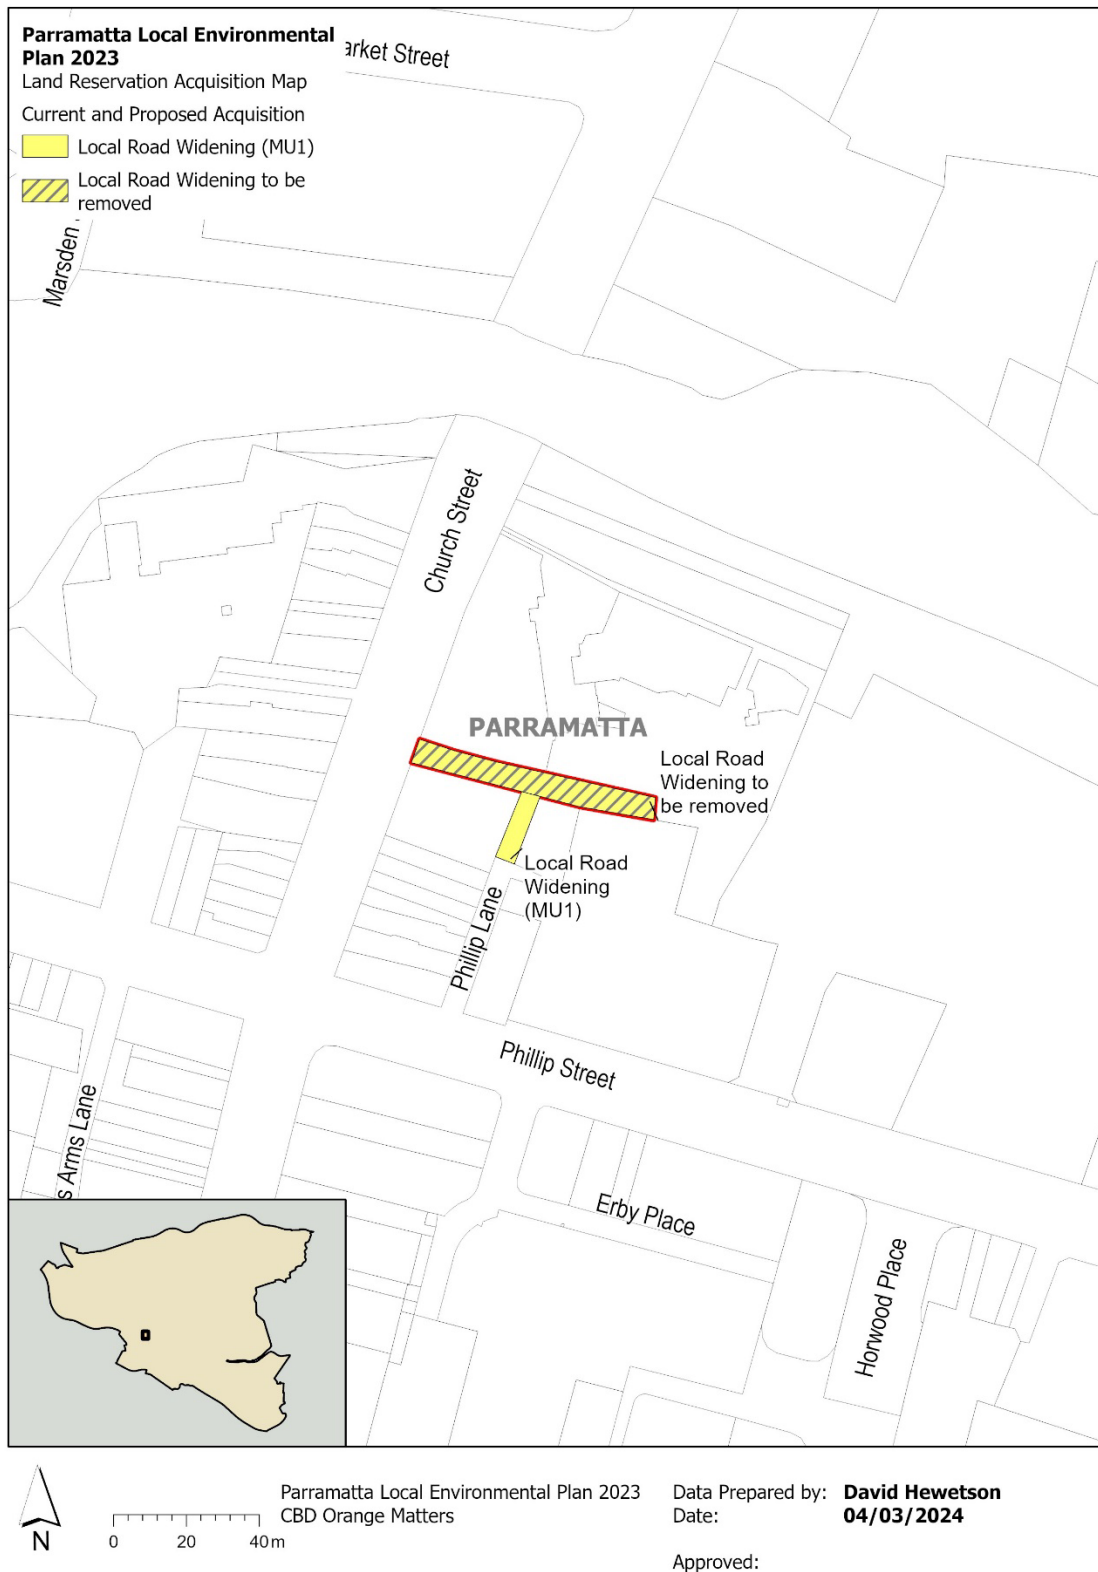 Parramatta Local Environmental
Plan 2023
Land Reservation Acquisition Map
Current and Proposed Acquisition
Local Road Widening (MU1)
Local Road Widening to be
removed
arket Street
Marsden
Church Street
PARRAMATTA
Local Road
Widening to
be removed
Local Road
Widening
(MU1)
Phillip Lane
Phillip Street
s Arms Lane
Erby Place
Horwood Place
N
0 20 40 m
Parramatta Local Environmental Plan 2023
CBD Orange Matters
Data Prepared by: David Hewetson
Date: 04/03/2024
Approved: